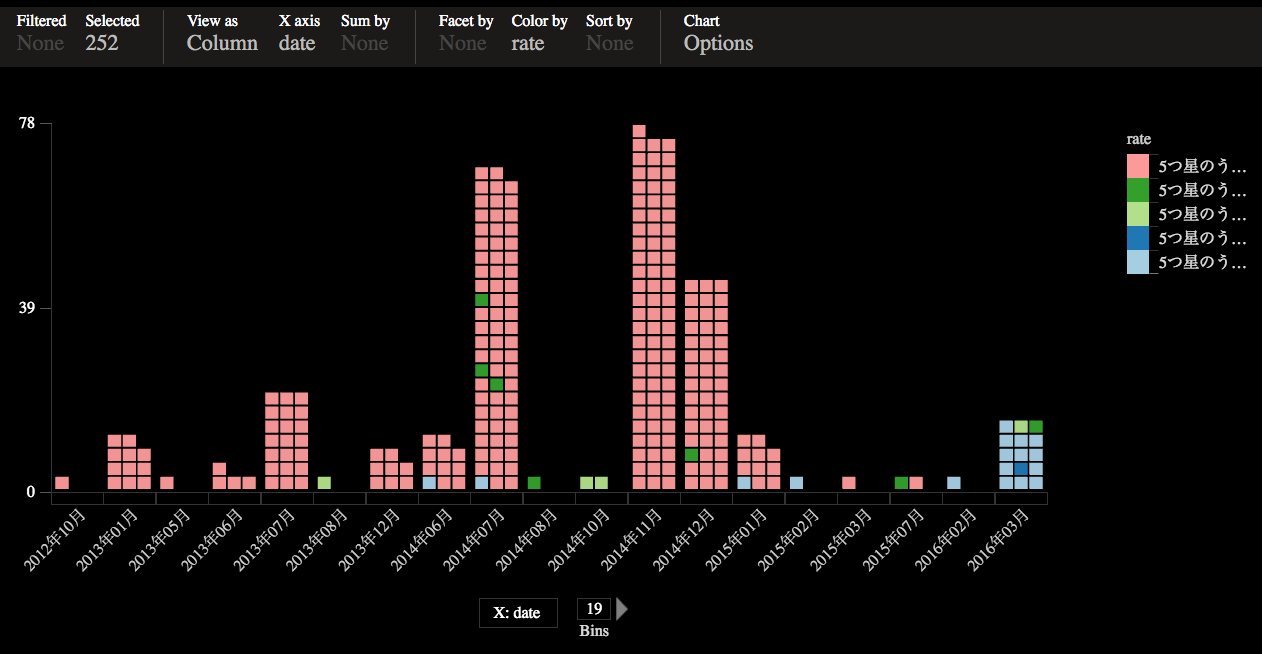 Filtered Selected View as X axis Sum by Facet by Color by Sort by Chart
None 252 Column date None None rate None Options
78
39
0
rate
5つ星のう…
5つ星のう…
5つ星のう…
5つ星のう…
5つ星のう…
2012年10月
2013年01月
2013年05月
2013年06月
2013年07月
2013年08月
2013年12月
2014年06月
2014年07月
2014年08月
2014年10月
2014年11月
2014年12月
2015年01月
2015年02月
2015年03月
2015年07月
2016年02月
2016年03月
X: date 19
Bins